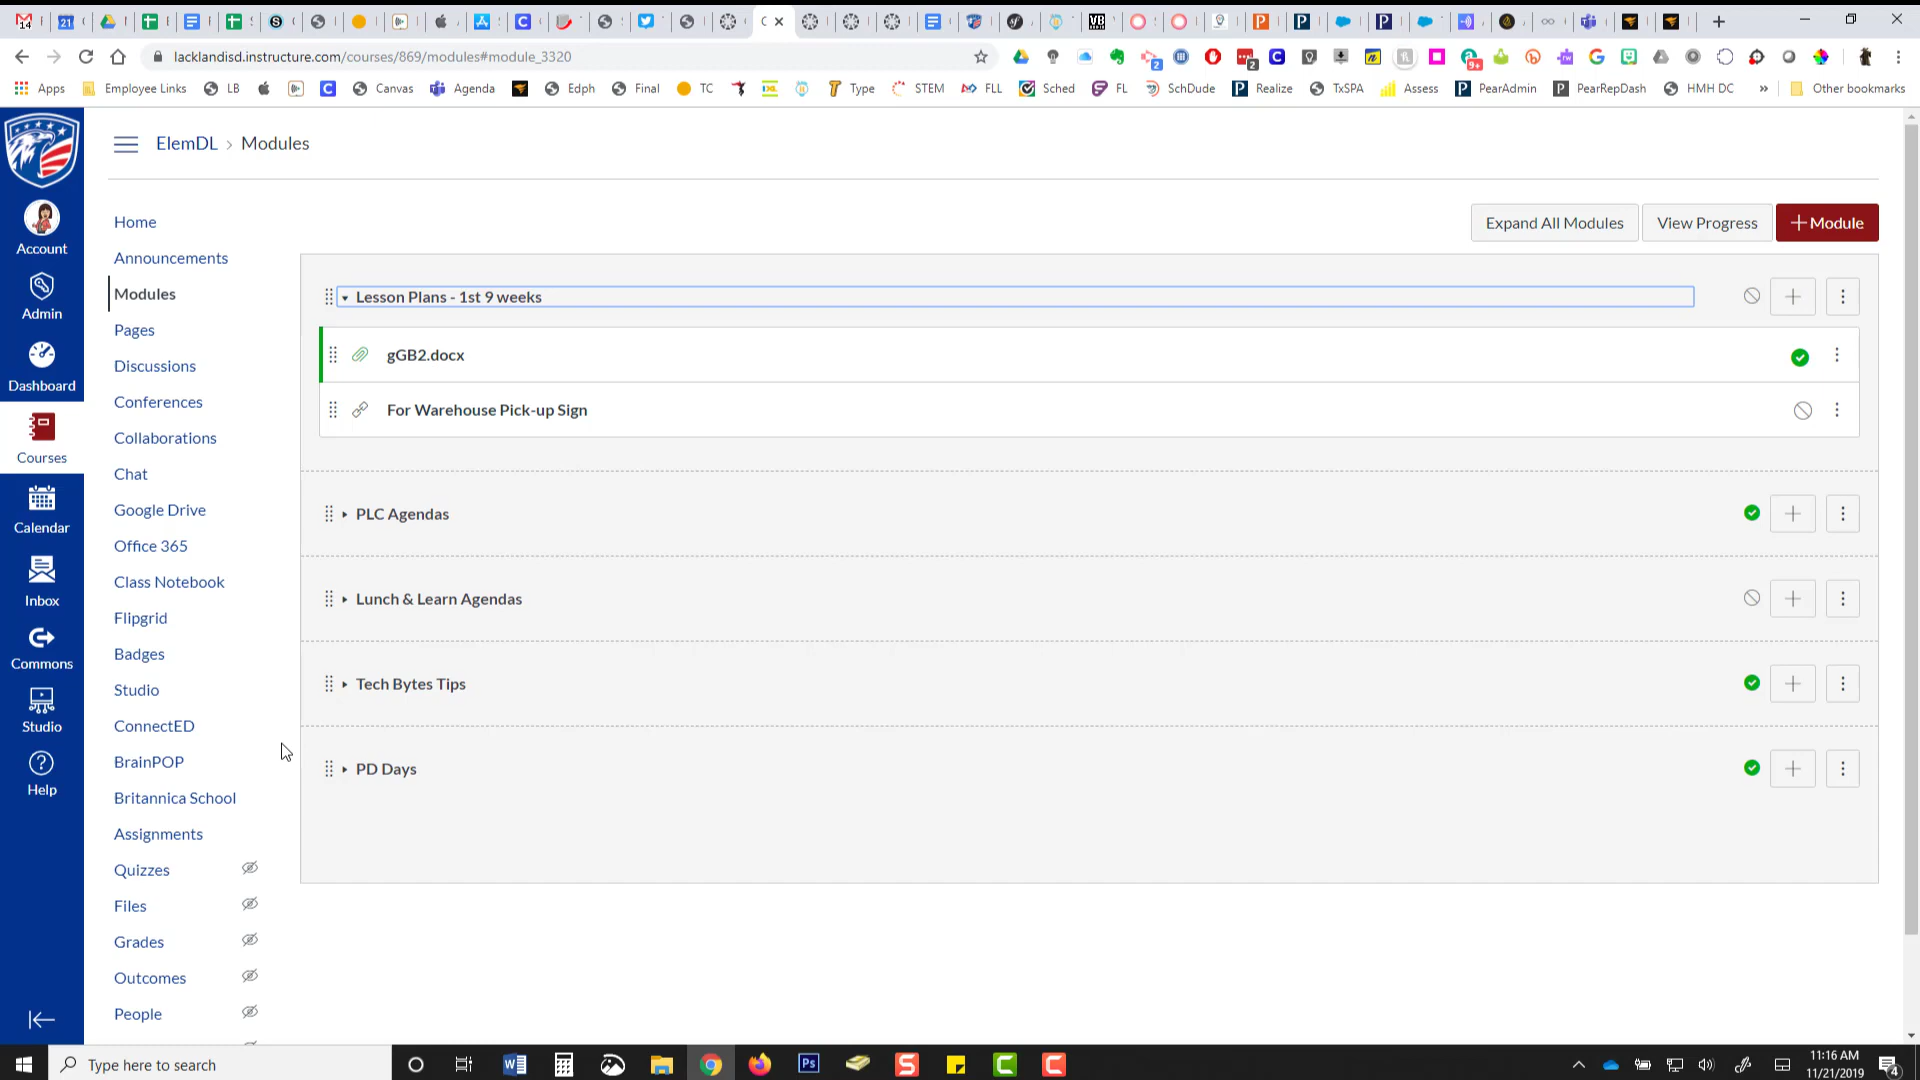 lacklandisd.instructure.com/courses/869/modules#module_3320
Apps Employee Links LB Canvas Agenda Edph Final TC Type STEM FLL Sched FL SchDude Realize TxSPA Assess PearAdmin PearRepDash HMH DC » Other bookmarks
ElemDL › Modules
Expand All Modules View Progress + Module
Account
Admin
Dashboard
Courses
Calendar
Inbox
Commons
Studio
Help
Home
Announcements
Modules
Pages
Discussions
Conferences
Collaborations
Chat
Google Drive
Office 365
Class Notebook
Flipgrid
Badges
Studio
ConnectED
BrainPOP
Britannica School
Assignments
Quizzes
Files
Grades
Outcomes
People
Lesson Plans - 1st 9 weeks
gGB2.docx
For Warehouse Pick-up Sign
PLC Agendas
Lunch & Learn Agendas
Tech Bytes Tips
PD Days
Type here to search
11:16 AM
11/21/2019
4